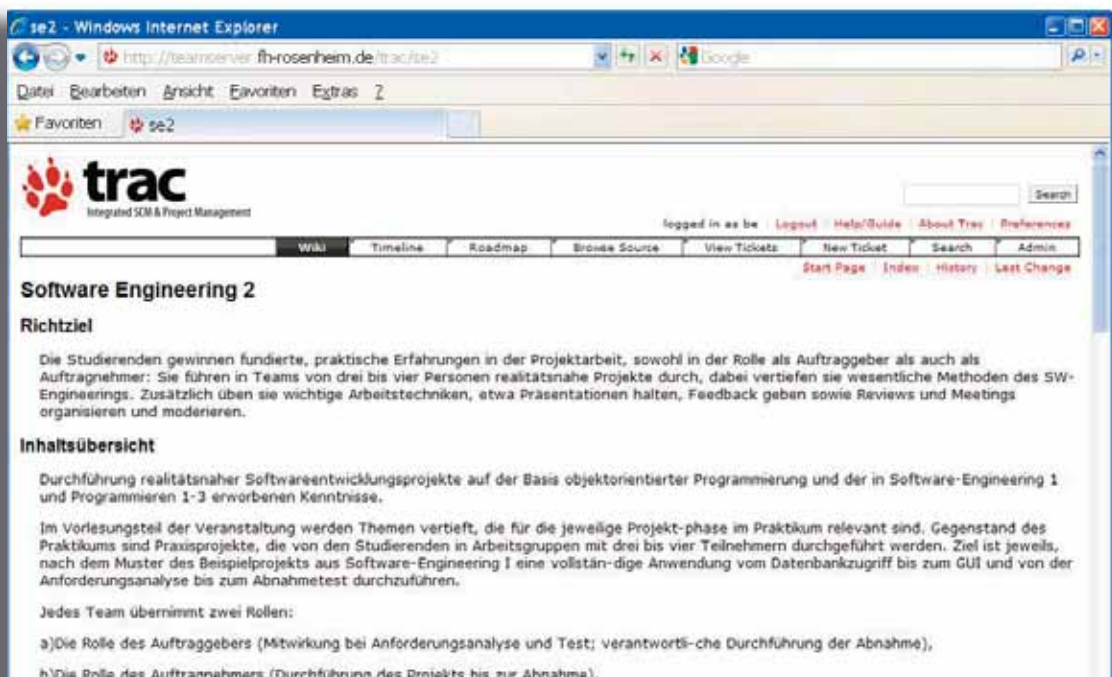 se2 - Windows Internet Explorer
http://teamserver.fh-rosenheim.de/trac/se2
Google
Datei Bearbeiten Ansicht Favoriten Extras ?
Favoriten se2
trac
Integrated SCM & Project Management
Search
logged in as be Logout Help/Guide About Trac Preferences
Wiki Timeline Roadmap Browse Source View Tickets New Ticket Search Admin
Start Page Index History Last Change
Software Engineering 2
Richtziel
Die Studierenden gewinnen fundierte, praktische Erfahrungen in der Projektarbeit, sowohl in der Rolle als Auftraggeber als auch als
Auftragnehmer: Sie führen in Teams von drei bis vier Personen realitätsnahe Projekte durch, dabei vertiefen sie wesentliche Methoden des SW-
Engineerings. Zusätzlich üben sie wichtige Arbeitstechniken, etwa Präsentationen halten, Feedback geben sowie Reviews und Meetings
organisieren und moderieren.
Inhaltsübersicht
Durchführung realitätsnaher Softwareentwicklungsprojekte auf der Basis objektorientierter Programmierung und der in Software-Engineering 1
und Programmieren 1-3 erworbenen Kenntnisse.
Im Vorlesungsteil der Veranstaltung werden Themen vertieft, die für die jeweilige Projekt-phase im Praktikum relevant sind. Gegenstand des
Praktikums sind Praxisprojekte, die von den Studierenden in Arbeitsgruppen mit drei bis vier Teilnehmern durchgeführt werden. Ziel ist jeweils,
nach dem Muster des Beispielprojekts aus Software-Engineering I eine vollstän-dige Anwendung vom Datenbankzugriff bis zum GUI und von der
Anforderungsanalyse bis zum Abnahmetest durchzuführen.
Jedes Team übernimmt zwei Rollen:
a)Die Rolle des Auftraggebers (Mitwirkung bei Anforderungsanalyse und Test; verantwortli-che Durchführung der Abnahme),
b)Die Rolle des Auftragnehmers (Durchführung des Projekts bis zur Abnahme).